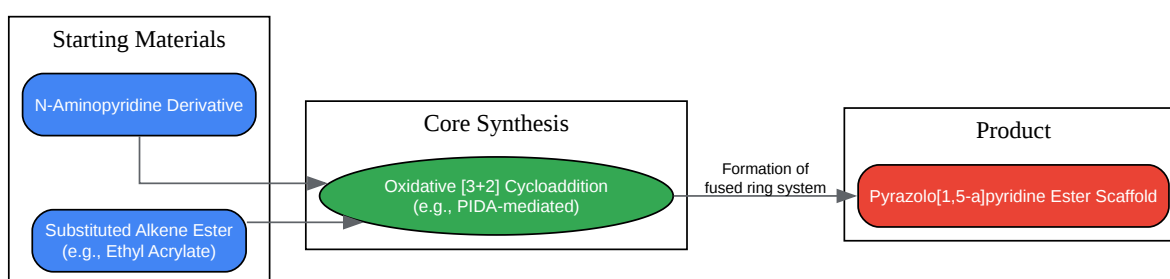 Starting Materials
N-Aminopyridine Derivative
Substituted Alkene Ester
(e.g., Ethyl Acrylate)
Core Synthesis
Oxidative [3+2] Cycloaddition
(e.g., PIDA-mediated)
Formation of
fused ring system
Product
Pyrazolo[1,5-a]pyridine Ester Scaffold